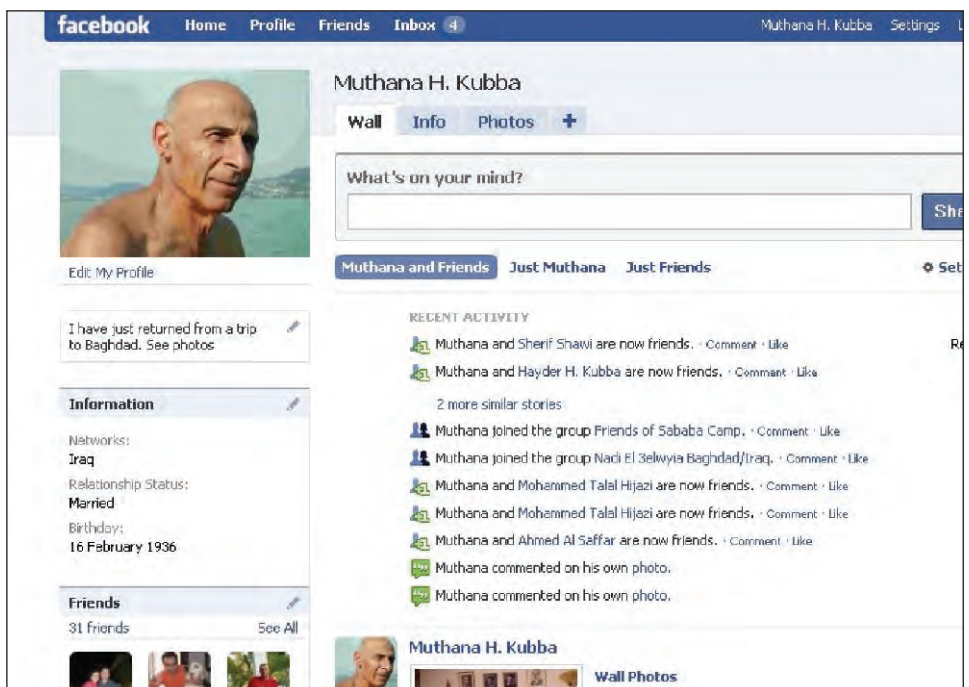 facebook Home Profile Friends Inbox 4 Muthana H. Kubba Settings L
Muthana H. Kubba
Wall Info Photos +
What's on your mind?
Sha
Edit My Profile
Muthana and Friends Just Muthana Just Friends Set
I have just returned from a trip
to Baghdad. See photos
Information
Networks:
Iraq
Relationship Status:
Married
Birthday:
16 February 1936
Friends
31 friends See All
RECENT ACTIVITY
Muthana and Sherif Shawi are now friends. · Comment · Like Re
Muthana and Hayder H. Kubba are now friends. · Comment · Like
2 more similar stories
Muthana joined the group Friends of Sababa Camp. · Comment · Like
Muthana joined the group Nadi El 3elwyia Baghdad/Iraq. · Comment · Like
Muthana and Mohammed Talal Hijazi are now friends. · Comment · Like
Muthana and Mohammed Talal Hijazi are now friends. · Comment · Like
Muthana and Ahmed Al Saffar are now friends. · Comment · Like
Muthana commented on his own photo.
Muthana commented on his own photo.
Muthana H. Kubba
Wall Photos